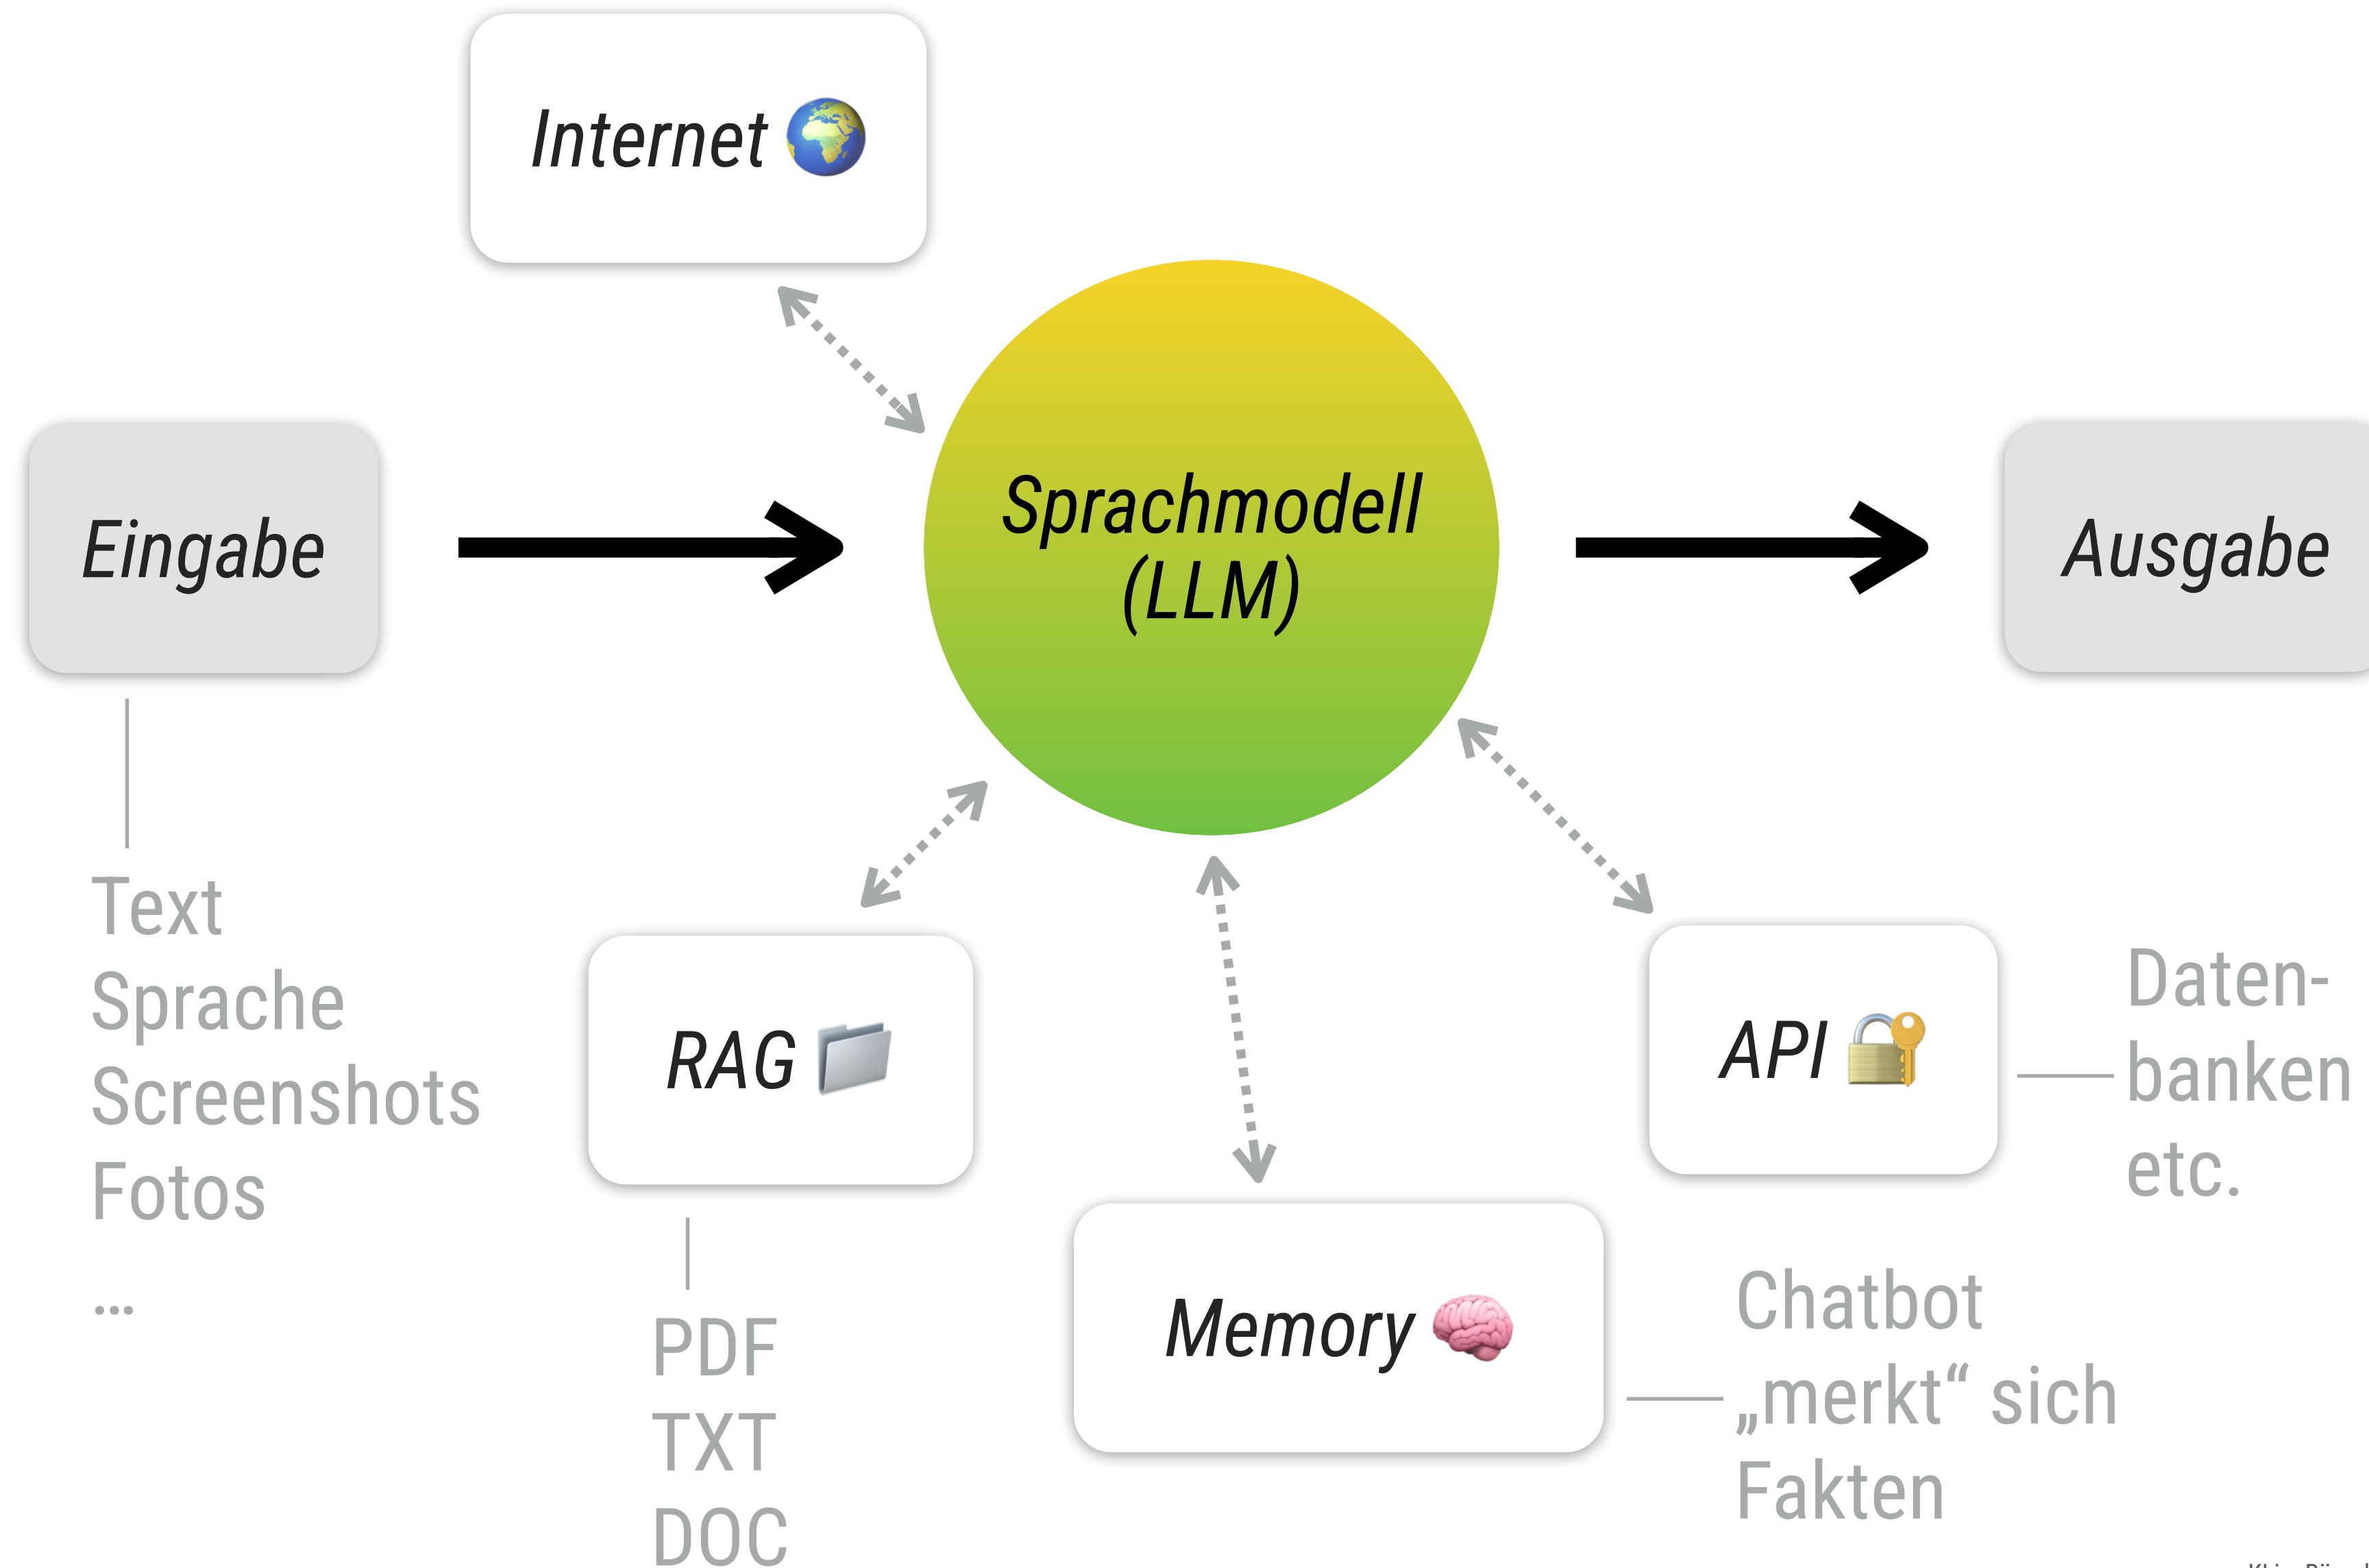 Internet
Sprachmodell
(LLM)
Eingabe
Ausgabe
Text
Sprache
Screenshots
Fotos
…
RAG
PDF
TXT
DOC
Memory
Chatbot
„merkt“ sich
Fakten
API
Daten-
banken
etc.